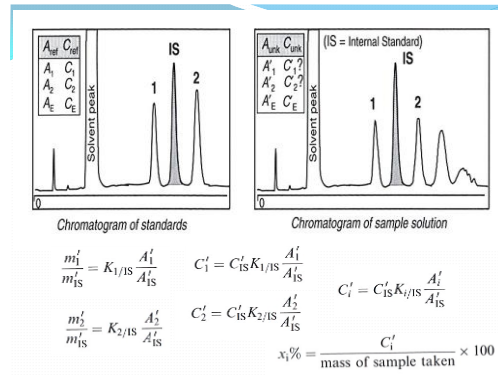 A_ref C_ref
A_1 C_1
A_2 C_2
A_E C_E
Solvent peak
1
IS
2
0
Chromatogram of standards
A_unk C_unk
A'_1 C'_1?
A'_2 C'_2?
A'_E C'_E
(IS = Internal Standard)
Solvent peak
1
IS
2
0
Chromatogram of sample solution
m'_1 / m'_IS = K_1/IS A'_1 / A'_IS
C'_1 = C'_IS K_1/IS A'_1 / A'_IS
m'_2 / m'_IS = K_2/IS A'_2 / A'_IS
C'_2 = C'_IS K_2/IS A'_2 / A'_IS
C'_i = C'_IS K_i/IS A'_i / A'_IS
x_i% = C'_i / mass of sample taken × 100